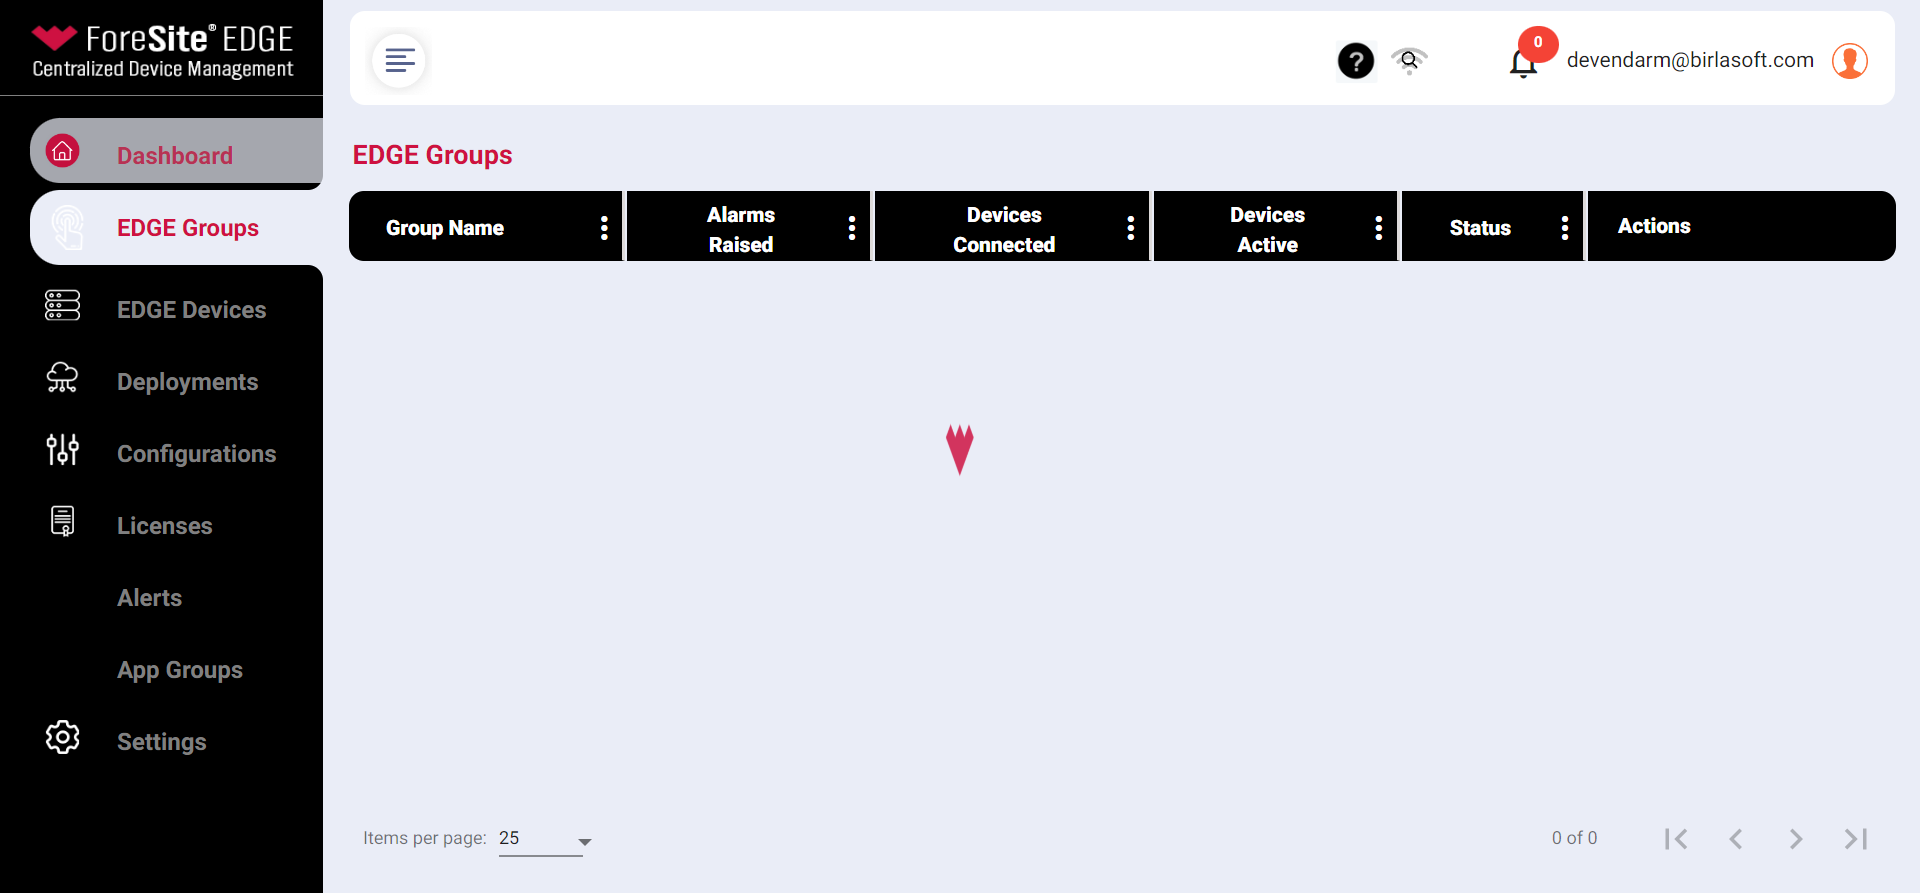 ForeSite® EDGE
Centralized Device Management
? 0 devendarm@birlasoft.com
Dashboard
EDGE Groups
EDGE Devices
Deployments
Configurations
Licenses
Alerts
App Groups
Settings
EDGE Groups
Group Name
Alarms
Raised
Devices
Connected
Devices
Active
Status
Actions
Items per page: 25
0 of 0